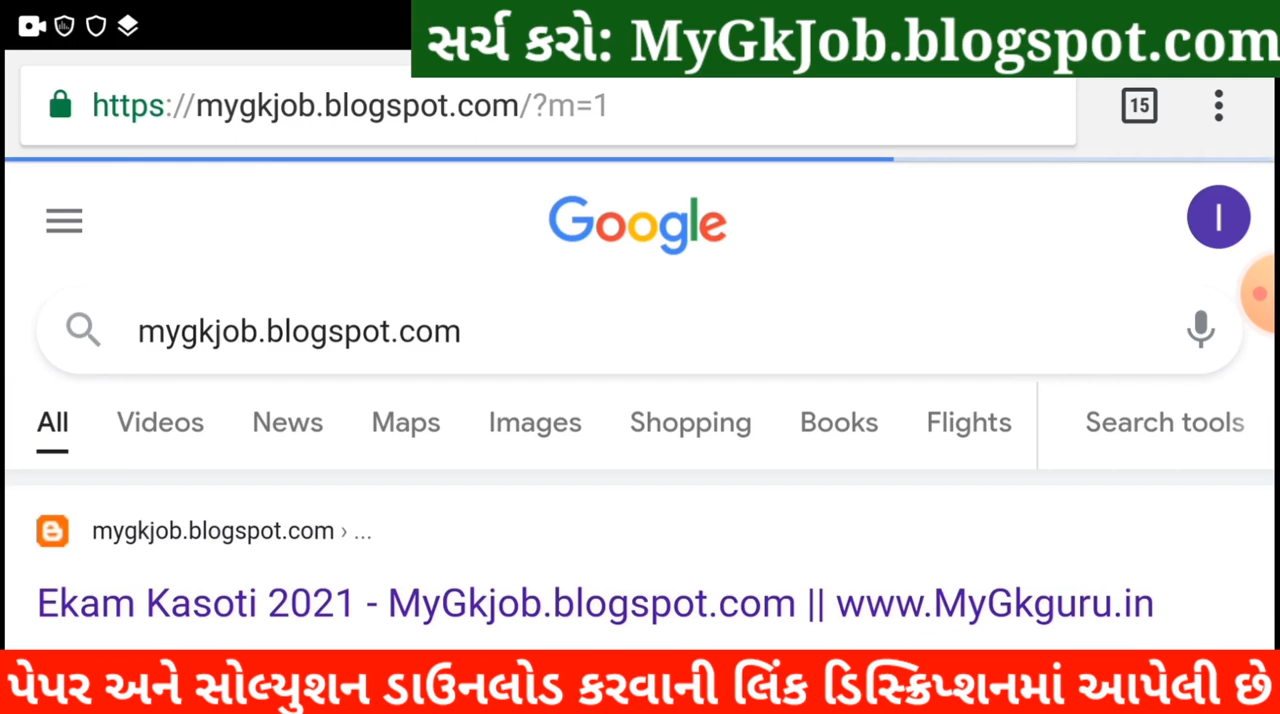 સર્ચ કરો: MyGkJob.blogspot.com
https://mygkjob.blogspot.com/?m=1
15
Google
I
mygkjob.blogspot.com
All Videos News Maps Images Shopping Books Flights Search tools
mygkjob.blogspot.com › ...
Ekam Kasoti 2021 - MyGkjob.blogspot.com || www.MyGkguru.in
પેપર અને સોલ્યુશન ડાઉનલોડ કરવાની લિંક ડિસ્ક્રિપ્શનમાં આપેલી છે